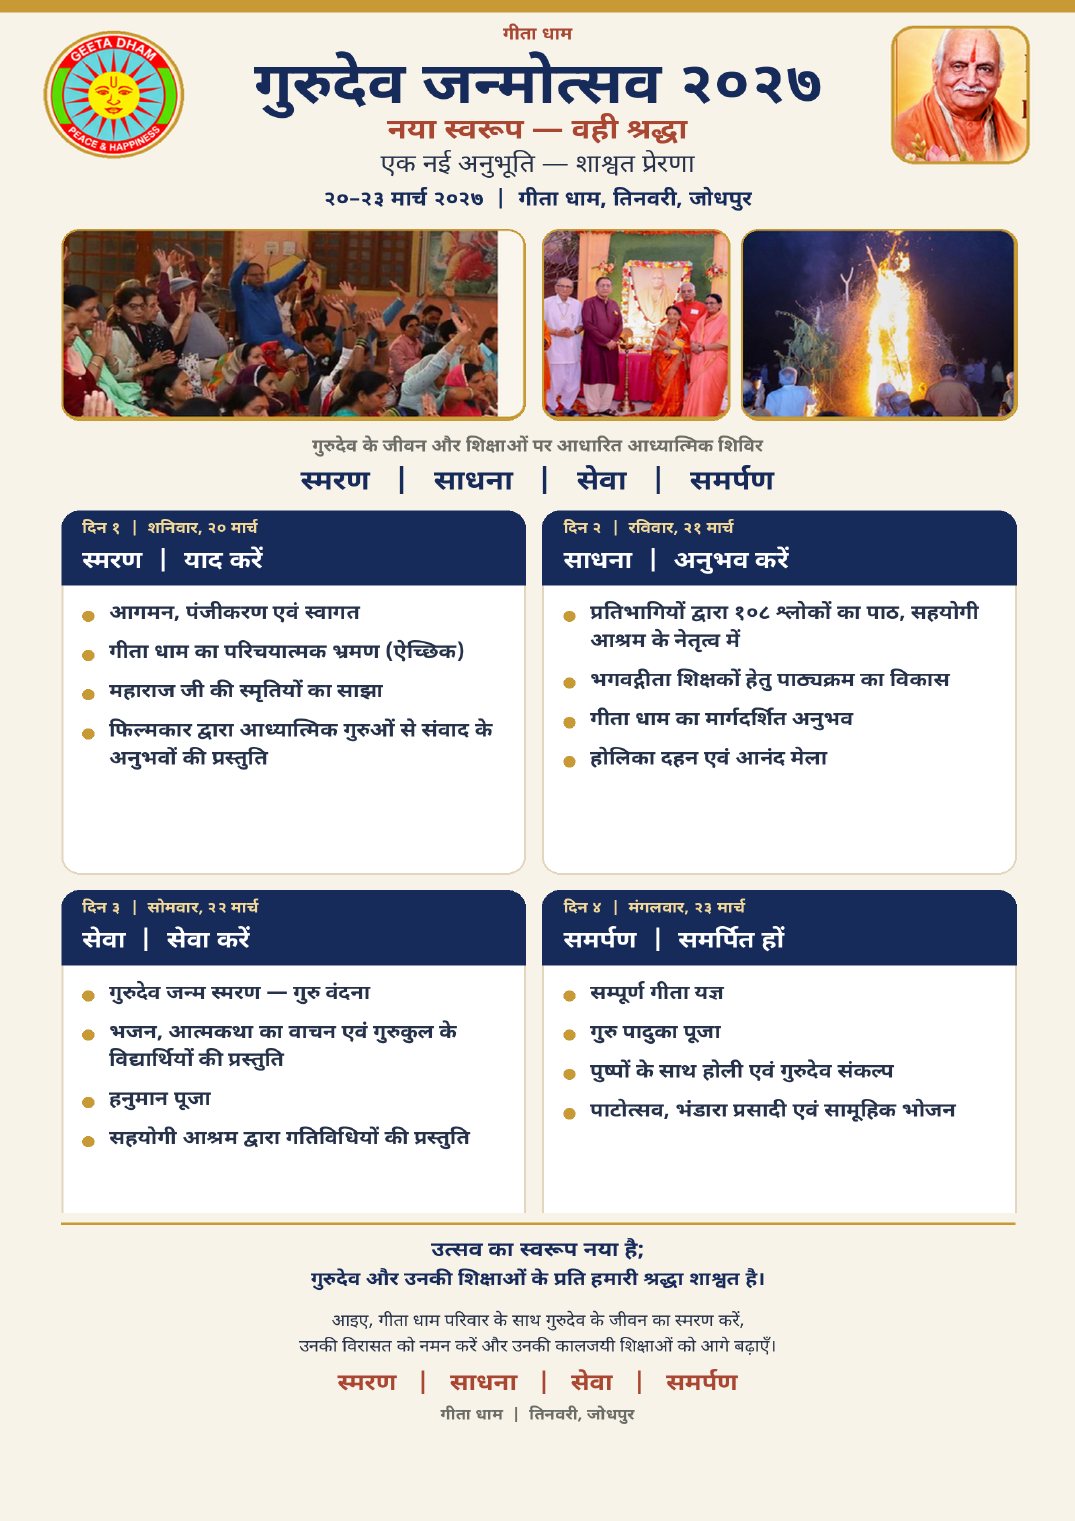 गीता धाम
GEETA DHAM
PEACE & HAPPINESS
गुरुदेव जन्मोत्सव २०२७
नया स्वरूप — वही श्रद्धा
एक नई अनुभूति — शाश्वत प्रेरणा
२०–२३ मार्च २०२७ | गीता धाम, तिनवरी, जोधपुर
गुरुदेव के जीवन और शिक्षाओं पर आधारित आध्यात्मिक शिविर
स्मरण | साधना | सेवा | समर्पण
दिन १ | शनिवार, २० मार्च
स्मरण | याद करें
आगमन, पंजीकरण एवं स्वागत
गीता धाम का परिचयात्मक भ्रमण (ऐच्छिक)
महाराज जी की स्मृतियों का साझा
फिल्मकार द्वारा आध्यात्मिक गुरुओं से संवाद के
अनुभवों की प्रस्तुति
दिन २ | रविवार, २१ मार्च
साधना | अनुभव करें
प्रतिभागियों द्वारा १०८ श्लोकों का पाठ, सहयोगी
आश्रम के नेतृत्व में
भगवद्गीता शिक्षकों हेतु पाठ्यक्रम का विकास
गीता धाम का मार्गदर्शित अनुभव
होलिका दहन एवं आनंद मेला
दिन ३ | सोमवार, २२ मार्च
सेवा | सेवा करें
गुरुदेव जन्म स्मरण — गुरु वंदना
भजन, आत्मकथा का वाचन एवं गुरुकुल के
विद्यार्थियों की प्रस्तुति
हनुमान पूजा
सहयोगी आश्रम द्वारा गतिविधियों की प्रस्तुति
दिन ४ | मंगलवार, २३ मार्च
समर्पण | समर्पित हों
सम्पूर्ण गीता यज्ञ
गुरु पादुका पूजा
पुष्पों के साथ होली एवं गुरुदेव संकल्प
पाटोत्सव, भंडारा प्रसादी एवं सामूहिक भोजन
उत्सव का स्वरूप नया है;
गुरुदेव और उनकी शिक्षाओं के प्रति हमारी श्रद्धा शाश्वत है।
आइए, गीता धाम परिवार के साथ गुरुदेव के जीवन का स्मरण करें,
उनकी विरासत को नमन करें और उनकी कालजयी शिक्षाओं को आगे बढ़ाएँ।
स्मरण | साधना | सेवा | समर्पण
गीता धाम | तिनवरी, जोधपुर